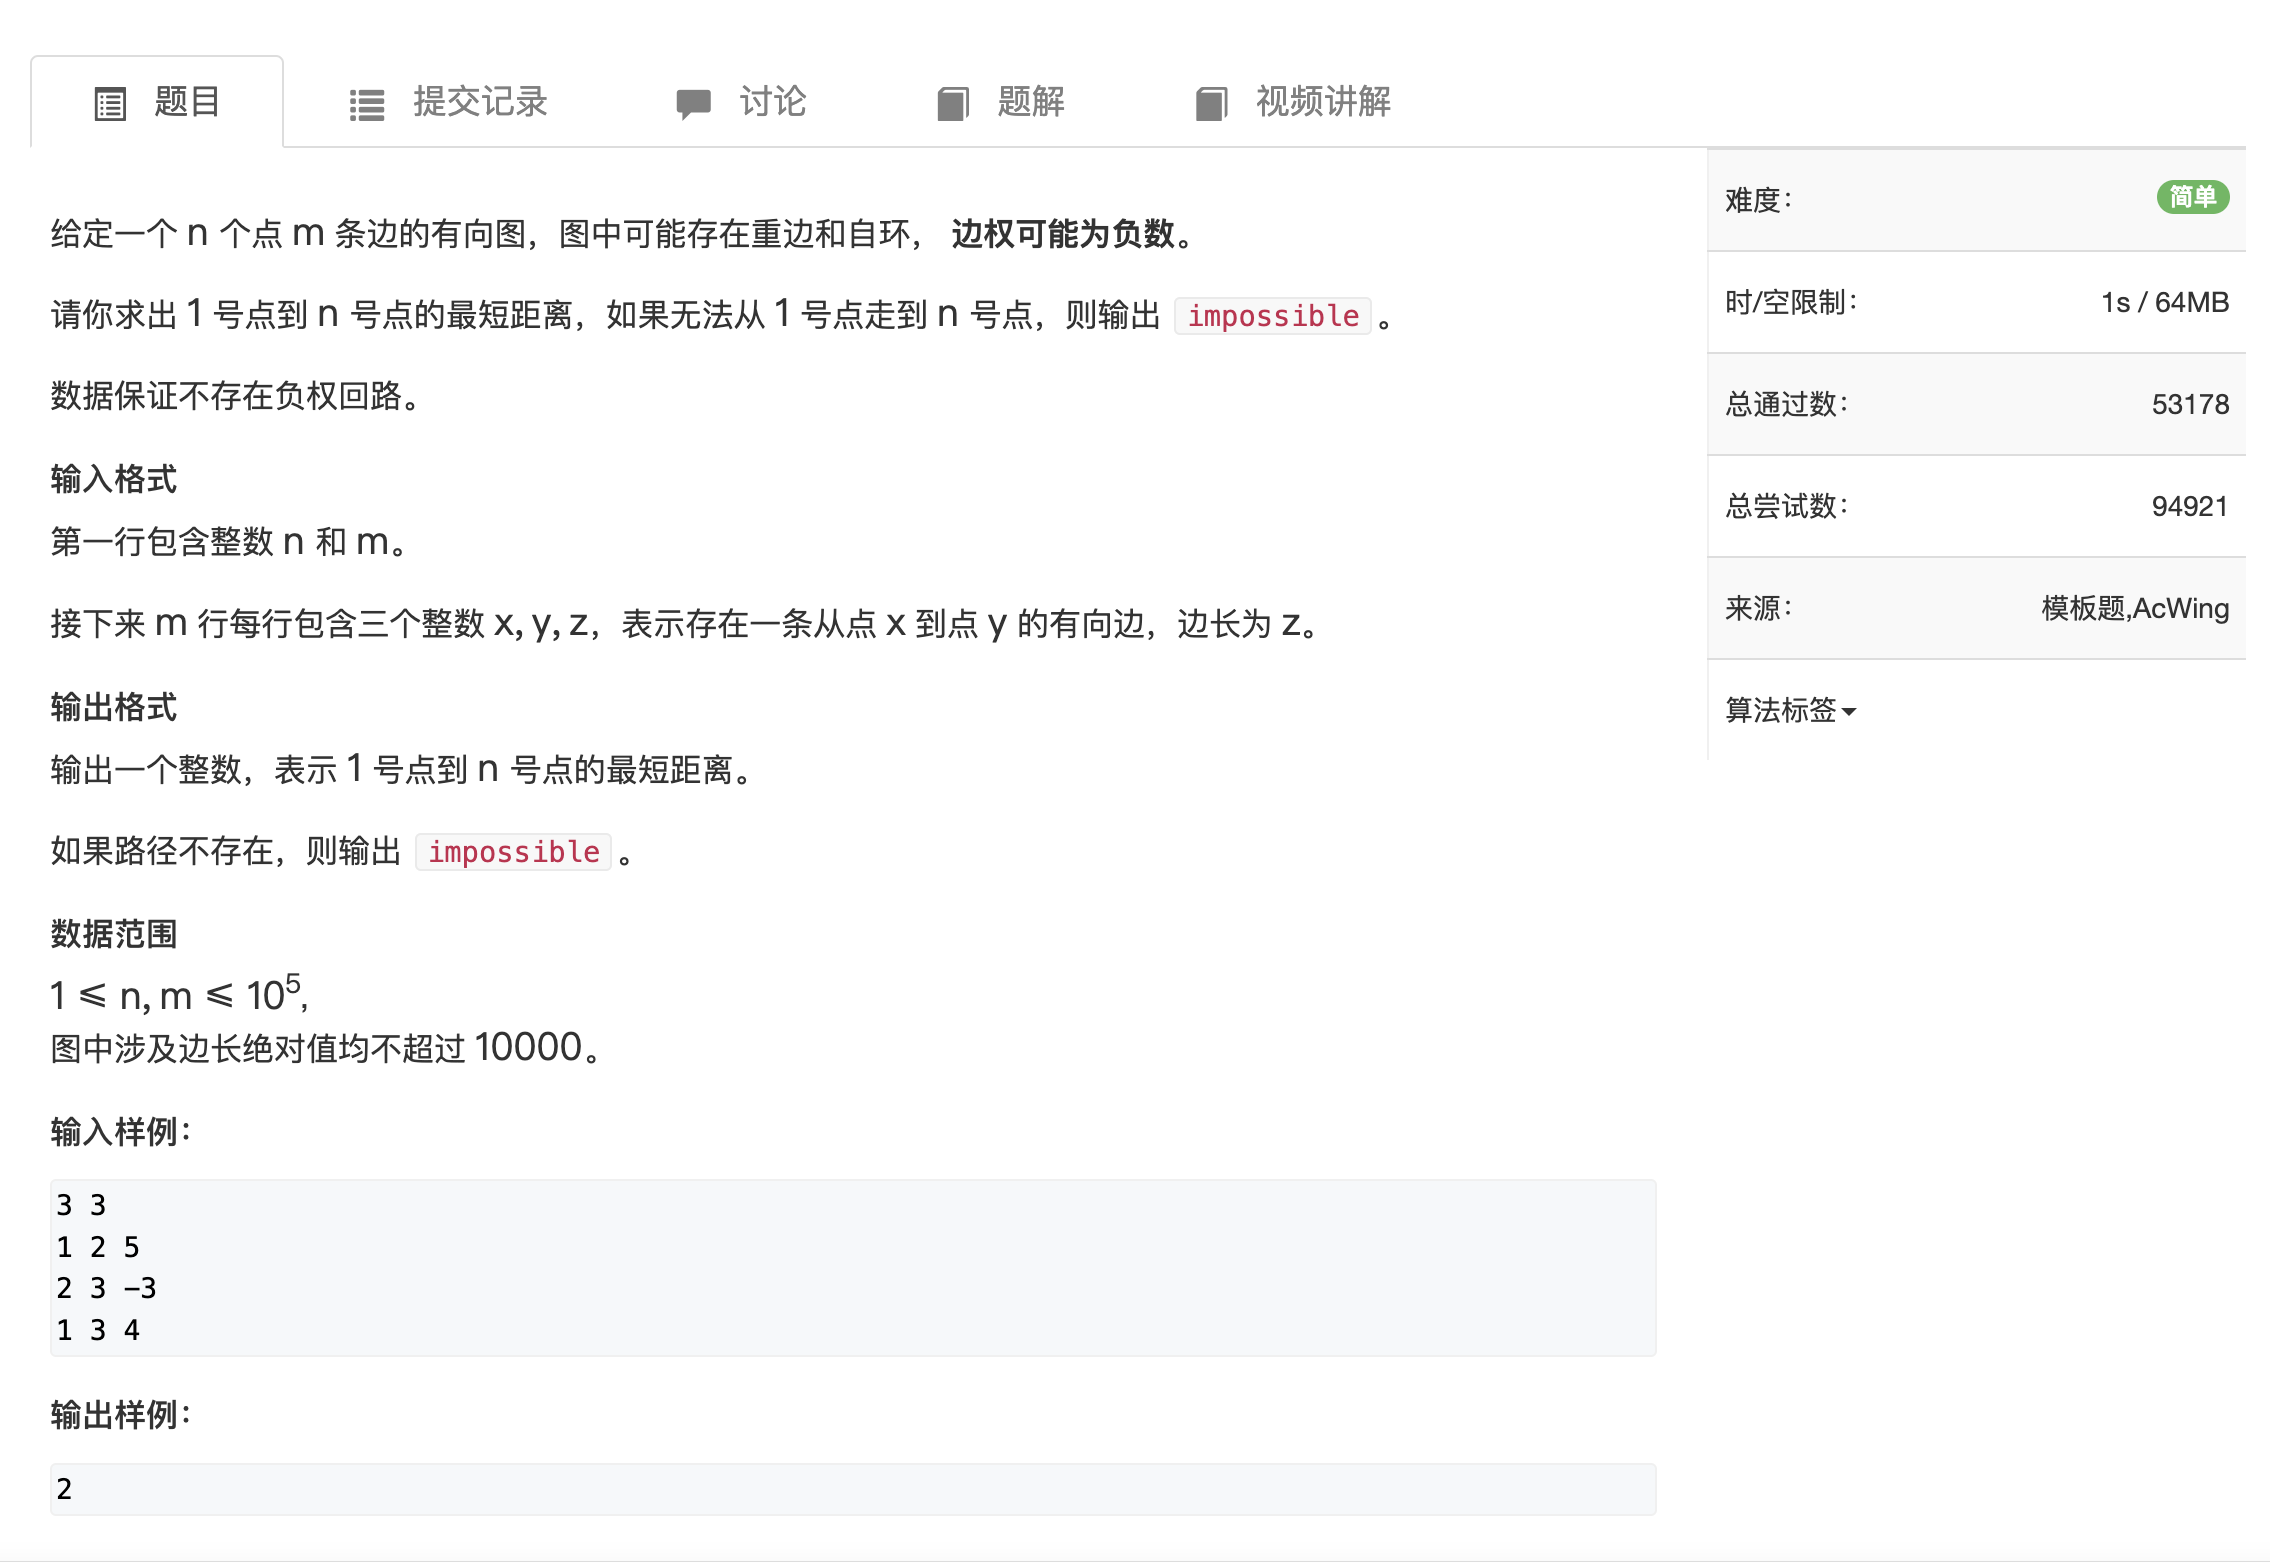 题目 提交记录 讨论 题解 视频讲解
给定一个 n 个点 m 条边的有向图，图中可能存在重边和自环， 边权可能为负数。
请你求出 1 号点到 n 号点的最短距离，如果无法从 1 号点走到 n 号点，则输出 impossible 。
数据保证不存在负权回路。
输入格式
第一行包含整数 n 和 m。
接下来 m 行每行包含三个整数 x, y, z，表示存在一条从点 x 到点 y 的有向边，边长为 z。
输出格式
输出一个整数，表示 1 号点到 n 号点的最短距离。
如果路径不存在，则输出 impossible 。
数据范围
1 ⩽ n, m ⩽ 10⁵,
图中涉及边长绝对值均不超过 10000。
输入样例：
3 3
1 2 5
2 3 -3
1 3 4
输出样例：
2
难度： 简单
时/空限制： 1s / 64MB
总通过数： 53178
总尝试数： 94921
来源： 模板题,AcWing
算法标签